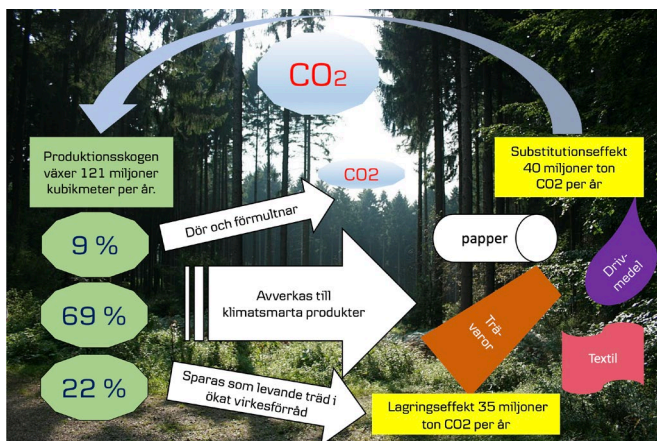 CO2
Produktionsskogen
växer 121 miljoner
kubikmeter per år.
Substitutionseffekt
40 miljoner ton
CO2 per år
CO2
Dör och förmultnar
9 %
papper
Driv-
medel
69 %
Avverkas till
klimatsmarta produkter
Trä-
varor
Textil
22 %
Sparas som levande träd i
ökat virkesförråd
Lagringseffekt 35 miljoner
ton CO2 per år